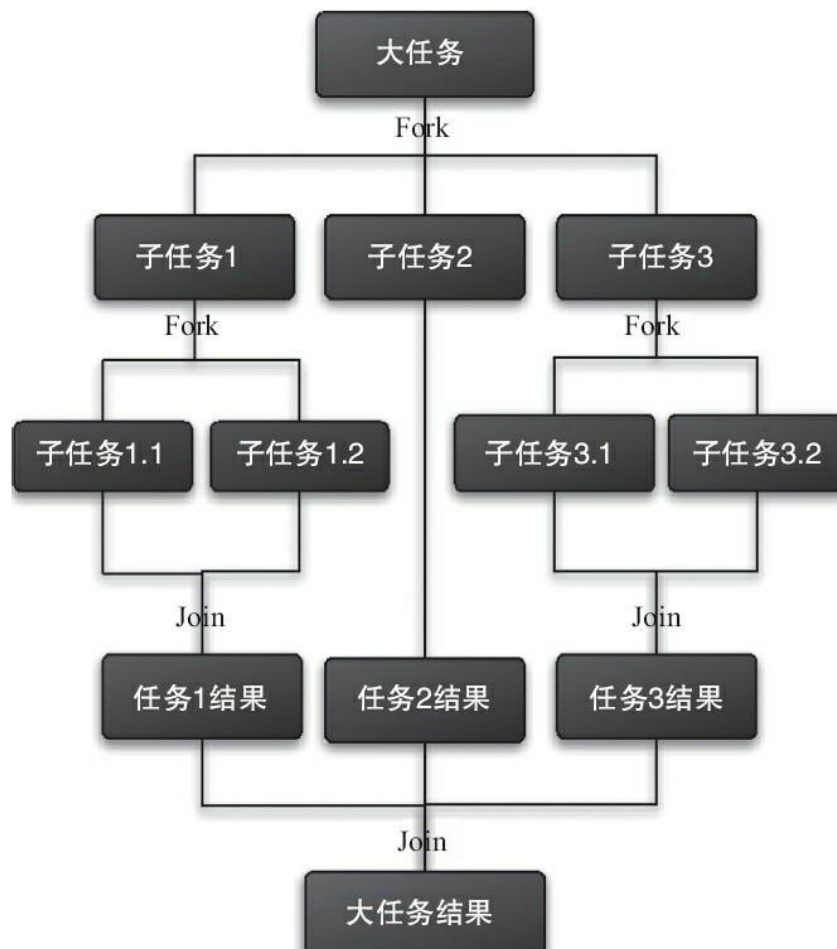 大任务
Fork
子任务1 子任务2 子任务3
Fork Fork
子任务1.1 子任务1.2 子任务3.1 子任务3.2
Join Join
任务1结果 任务2结果 任务3结果
Join
大任务结果